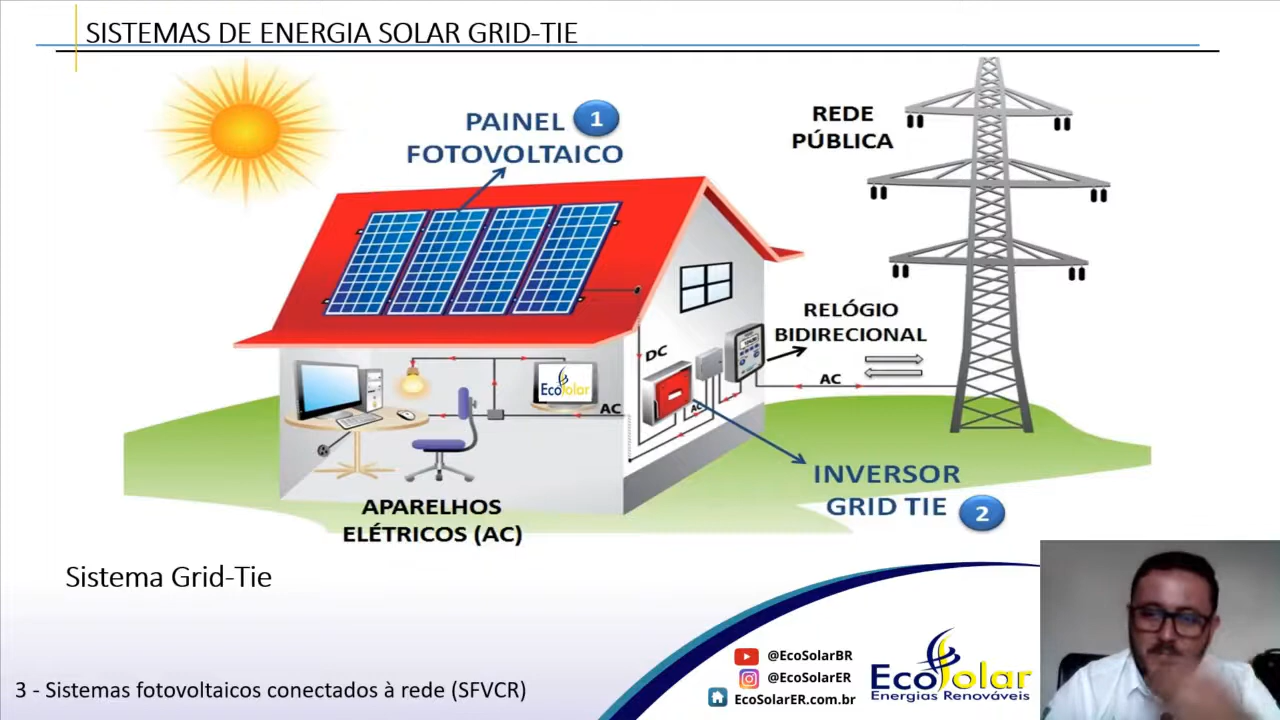 SISTEMAS DE ENERGIA SOLAR GRID-TIE
PAINEL 1
FOTOVOLTAICO
REDE
PÚBLICA
RELÓGIO
BIDIRECIONAL
DC
AC
AC
AC
EcoSolar
INVERSOR
GRID TIE 2
APARELHOS
ELÉTRICOS (AC)
Sistema Grid-Tie
@EcoSolarBR
@EcoSolarER
EcoSolarER.com.br
EcoSolar
Energias Renováveis
3 - Sistemas fotovoltaicos conectados à rede (SFVCR)